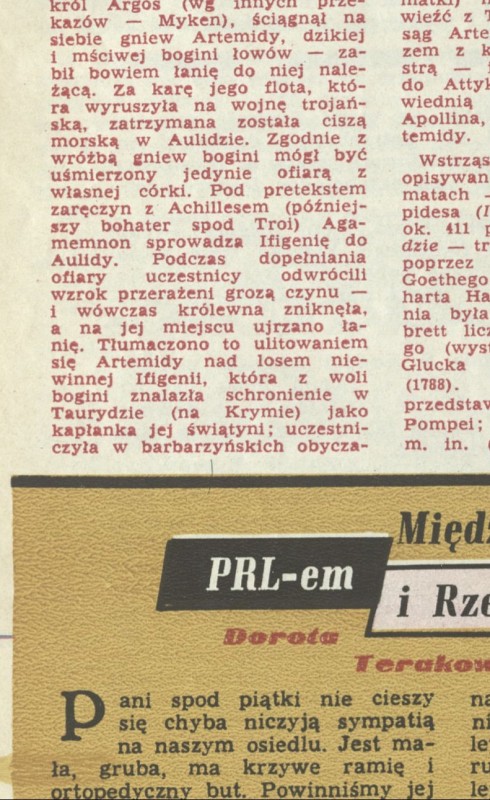 król Argos (wg innych prze-
kazów — Myken), ściągnął na
siebie gniew Artemidy, dzikiej
i mściwej bogini łowów — za-
bił bowiem łanię do niej nale-
żącą. Za karę jego flota, któ-
ra wyruszyła na wojnę trojań-
ską, zatrzymana została ciszą
morską w Aulidzie. Zgodnie z
wróżbą gniew bogini mógł być
uśmierzony jedynie ofiarą z
własnej córki. Pod pretekstem
zaręczyn z Achillesem (później-
szy bohater spod Troi) Aga-
memnon sprowadza Ifigenię do
Aulidy. Podczas dopełniania
ofiary uczestnicy odwrócili
wzrok przerażeni grozą czynu —
i wówczas królewna zniknęła,
a na jej miejscu ujrzano ła-
nię. Tłumaczono to ulitowaniem
się Artemidy nad losem nie-
winnej Ifigenii, która z woli
bogini znalazła schronienie w
Taurydzie (na Krymie) jako
kapłanka jej świątyni; uczestni-
czyła w barbarzyńskich obycza-
wieźć z T
sąg Arte
zem z k
strą —
do Attyk
wiednią
Apollina,
temidy.
Wstrząs
opisywan
matach —
pidesa (I
ok. 411 p
dzie — tr
poprzez
Goethego
harta Ha
nia była
brett licz
go (wyst
Glucka
(1788).
przedstaw
Pompei;
m. in. (
Międz
PRL-em
i Rze
Dorota
Terakow
Pani spod piątki nie cieszy
się chyba niczyją sympatią
na naszym osiedlu. Jest ma-
ła, gruba, ma krzywe ramię i
ortopedyczny but. Powinniśmy jej
na
ni
le
ru
le